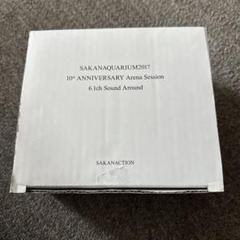 SAKANAQUARIUM2017
10th ANNIVERSARY Arena Session
6.1ch Sound Around
SAKANACTION